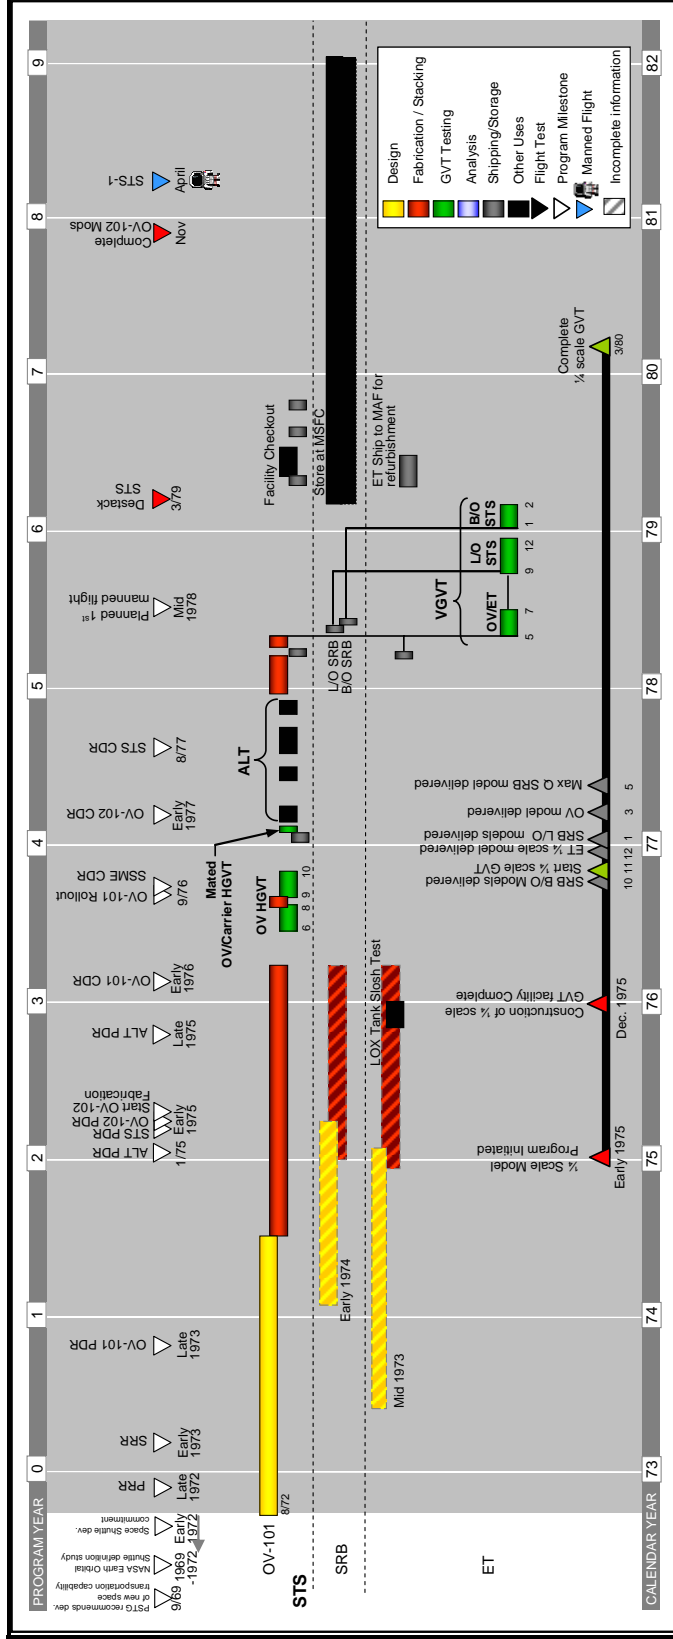 PROGRAM YEAR
0
1
2
3
4
5
6
7
8
9
PSTG recommends dev.
of new space
transportation capability
9/69
NASA Earth Orbital
Shuttle definition study
1969
-1972
Space Shuttle dev.
commitment
Early
1972
PRR
Late
1972
SRR
Early
1973
OV-101 PDR
Late
1973
ALT PDR
1/75
STS PDR
OV-102 PDR
Start OV-102
Fabrication
Early
1975
ALT PDR
Late
1975
OV-101 CDR
Early
1976
OV-101 Rollout
SSME CDR
9/76
OV-102 CDR
Early
1977
STS CDR
8/77
Planned 1st
manned flight
Mid
1978
Destack
STS
3/79
Complete
OV-102 Mods
Nov
STS-1
April
OV-101
8/72
OV HGVT
6
8
9
10
Mated
OV/Carrier HGVT
ALT
Facility Checkout
Store at MSFC
STS
SRB
Early 1974
L/O SRB
B/O SRB
ET
Mid 1973
LOX Tank Slosh Test
ET Ship to MAF for
refurbishment
VGVT
OV/ET
L/O
STS
B/O
STS
5
7
9
12
1
2
¼ Scale Model
Program Initiated
Early 1975
Construction of ¼ scale
GVT facility Complete
Dec. 1975
SRB B/O Models delivered
Start ¼ scale GVT
ET ¼ scale model delivered
SRB L/O models delivered
OV model delivered
Max Q SRB model delivered
10
11
12
1
3
5
Complete
¼ scale GVT
3/80
Design
Fabrication / Stacking
GVT Testing
Analysis
Shipping/Storage
Other Uses
Flight Test
Program Milestone
Manned Flight
Incomplete information
CALENDAR YEAR
73
74
75
76
77
78
79
80
81
82